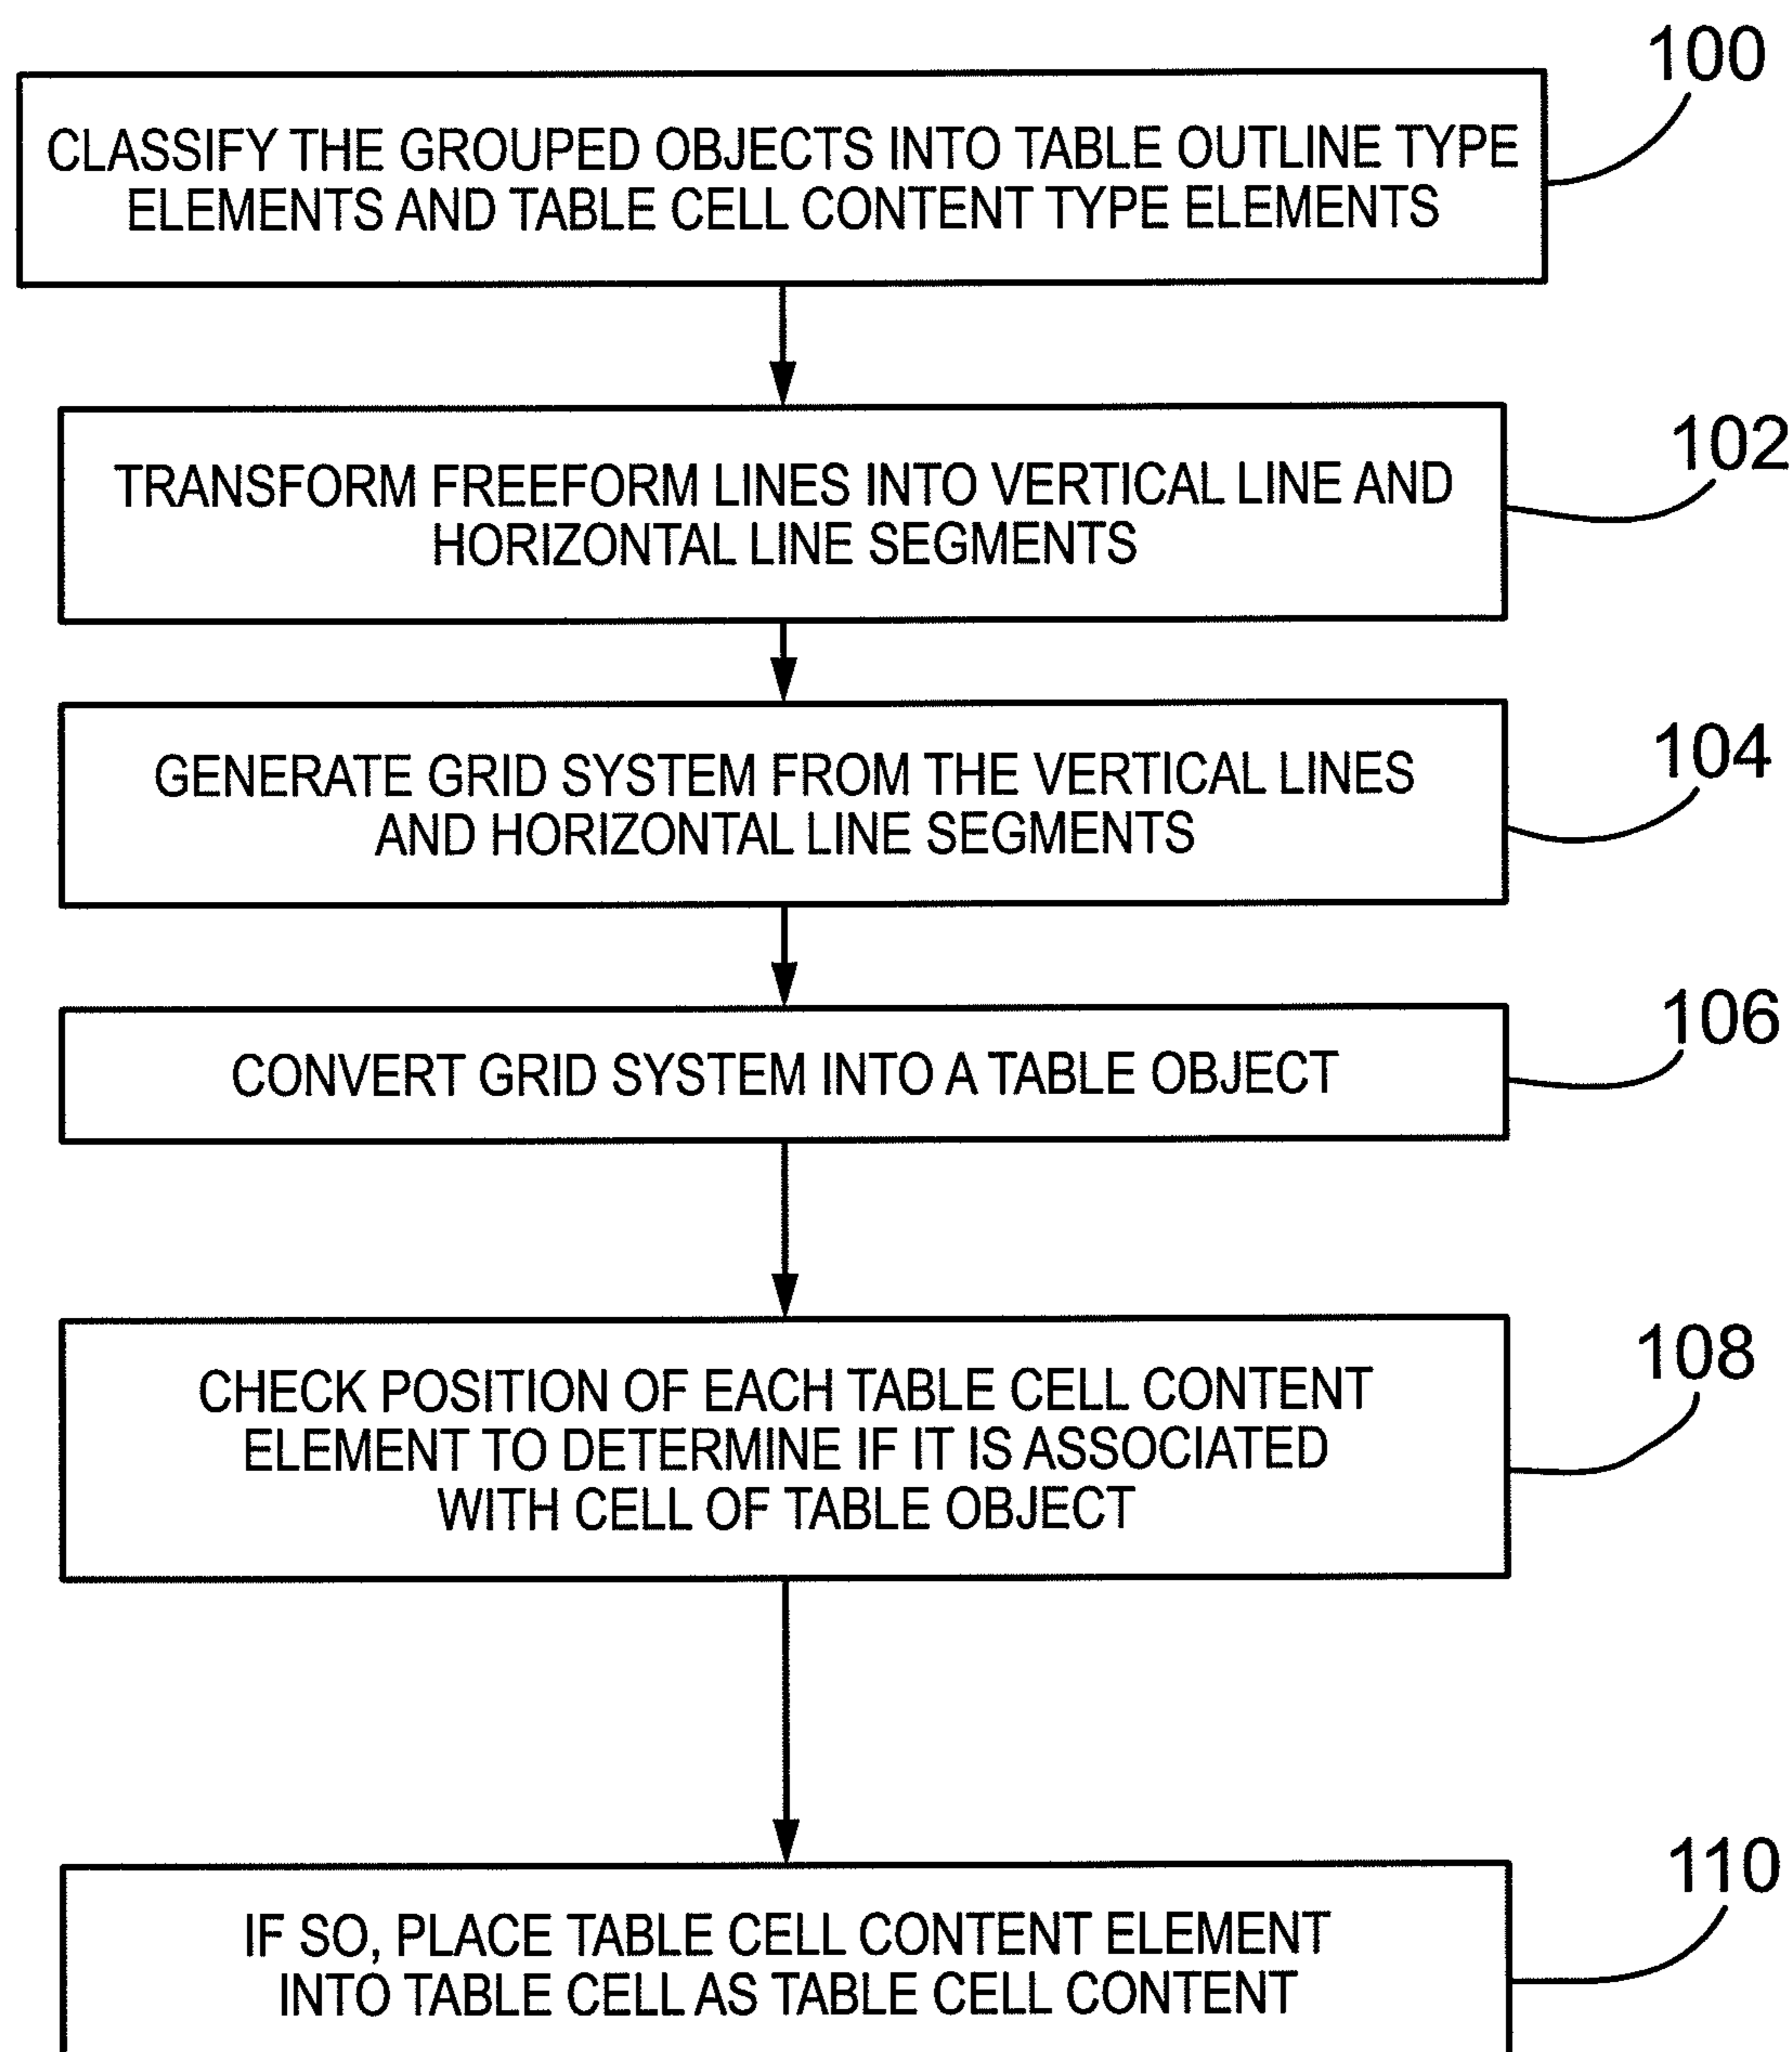 100
CLASSIFY THE GROUPED OBJECTS INTO TABLE OUTLINE TYPE
ELEMENTS AND TABLE CELL CONTENT TYPE ELEMENTS
102
TRANSFORM FREEFORM LINES INTO VERTICAL LINE AND
HORIZONTAL LINE SEGMENTS
104
GENERATE GRID SYSTEM FROM THE VERTICAL LINES
AND HORIZONTAL LINE SEGMENTS
106
CONVERT GRID SYSTEM INTO A TABLE OBJECT
108
CHECK POSITION OF EACH TABLE CELL CONTENT
ELEMENT TO DETERMINE IF IT IS ASSOCIATED
WITH CELL OF TABLE OBJECT
110
IF SO, PLACE TABLE CELL CONTENT ELEMENT
INTO TABLE CELL AS TABLE CELL CONTENT